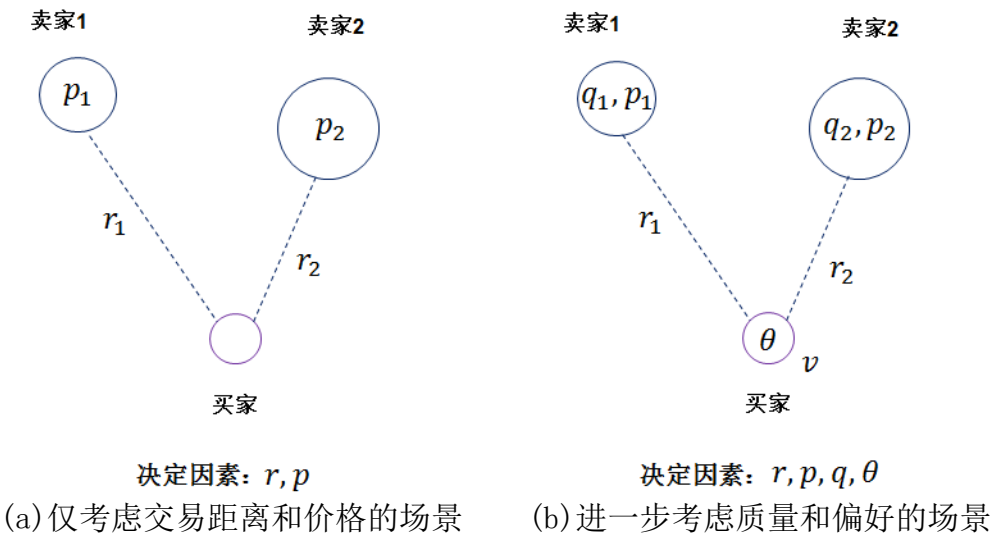 卖家1
卖家2
p₁
p₂
r₁
r₂
买家
决定因素：r, p
(a)仅考虑交易距离和价格的场景
卖家1
卖家2
q₁, p₁
q₂, p₂
r₁
r₂
θ
v
买家
决定因素：r, p, q, θ
(b)进一步考虑质量和偏好的场景